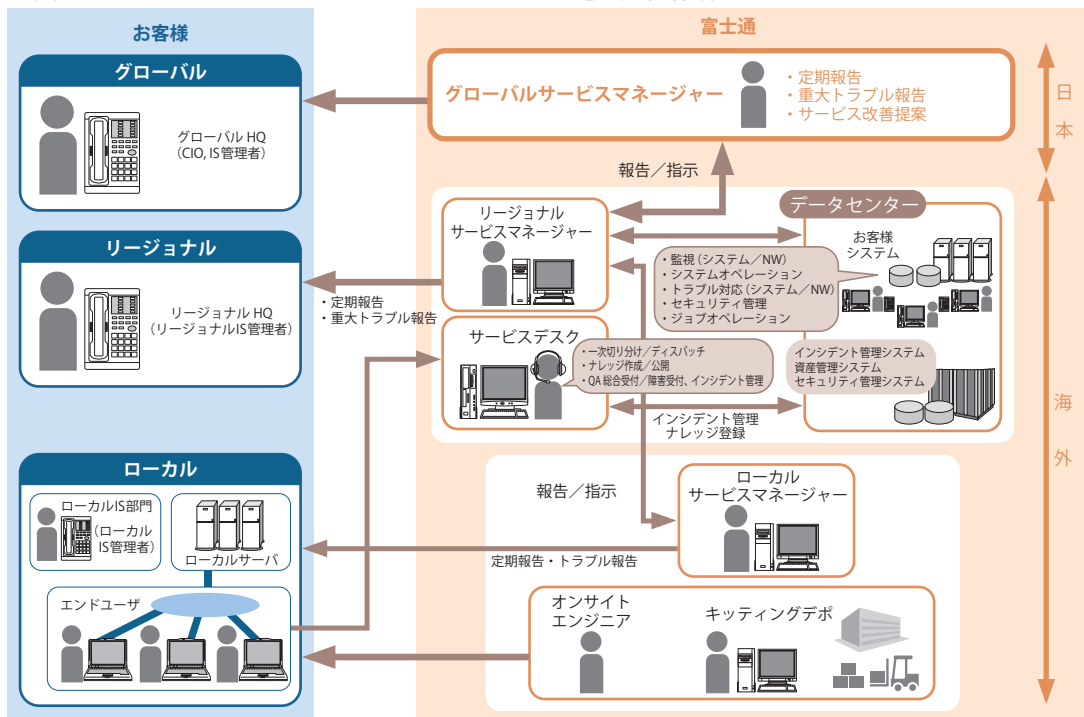 お客様
グローバル
グローバル HQ
（CIO, IS管理者）
リージョナル
リージョナル HQ
（リージョナルIS管理者）
ローカル
ローカルIS部門
（ローカル
IS管理者）
ローカルサーバ
エンドユーザ
富士通
グローバルサービスマネージャー
・定期報告
・重大トラブル報告
・サービス改善提案
日本
報告／指示
リージョナル
サービスマネージャー
・定期報告
・重大トラブル報告
データセンター
お客様
システム
・監視（システム／NW）
・システムオペレーション
・トラブル対応（システム／NW）
・セキュリティ管理
・ジョブオペレーション
サービスデスク
・一次切り分け／ディスパッチ
・ナレッジ作成／公開
・QA 総合受付／障害受付、インシデント管理
インシデント管理システム
資産管理システム
セキュリティ管理システム
インシデント管理
ナレッジ登録
海外
報告／指示
ローカル
サービスマネージャー
定期報告・トラブル報告
オンサイト
エンジニア
キッティングデポ